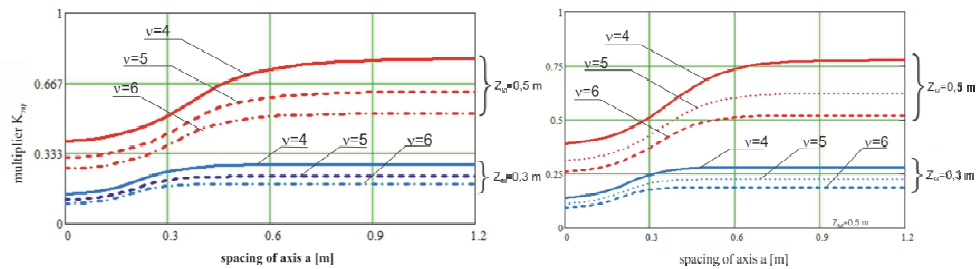 1
0.667
0.333
0
multiplier K
ν=4
ν=5
ν=6
ν=4
ν=5
ν=6
Z =0,5 m
Z =0,3 m
0 0.3 0.6 0.9 1.2
spacing of axis a [m]
1
0.75
0.5
0.25
0
ν=4
ν=5
ν=6
ν=4
ν=5
ν=6
Z =0,5 m
Z =0,3 m
Z =0,5 m
0 0.3 0.6 0.9 1.2
spacing of axis a [m]